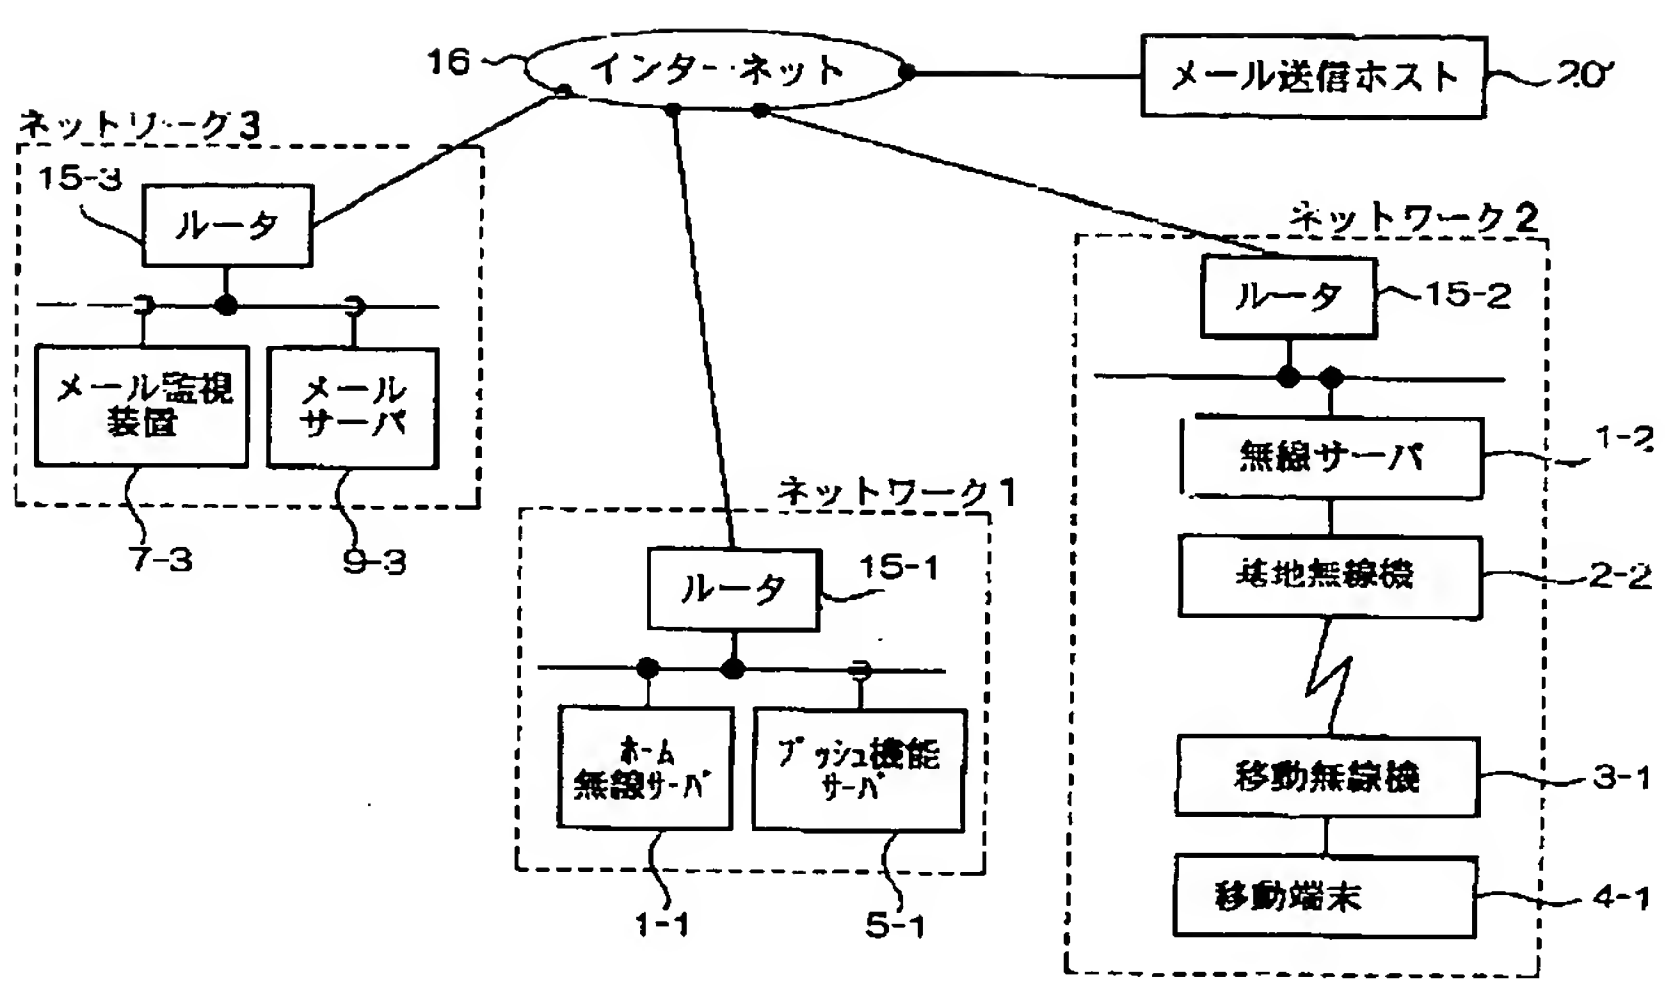 16
インターネット
メール送信ホスト
20
ネットワーク3
15-3
ルータ
メール監視
装置
メール
サーバ
7-3
9-3
ネットワーク2
ルータ
15-2
無線サーバ
1-2
基地無線機
2-2
移動無線機
3-1
移動端末
4-1
ネットワーク1
ルータ
15-1
ホーム
無線サーバ
プッシュ機能
サーバ
1-1
5-1